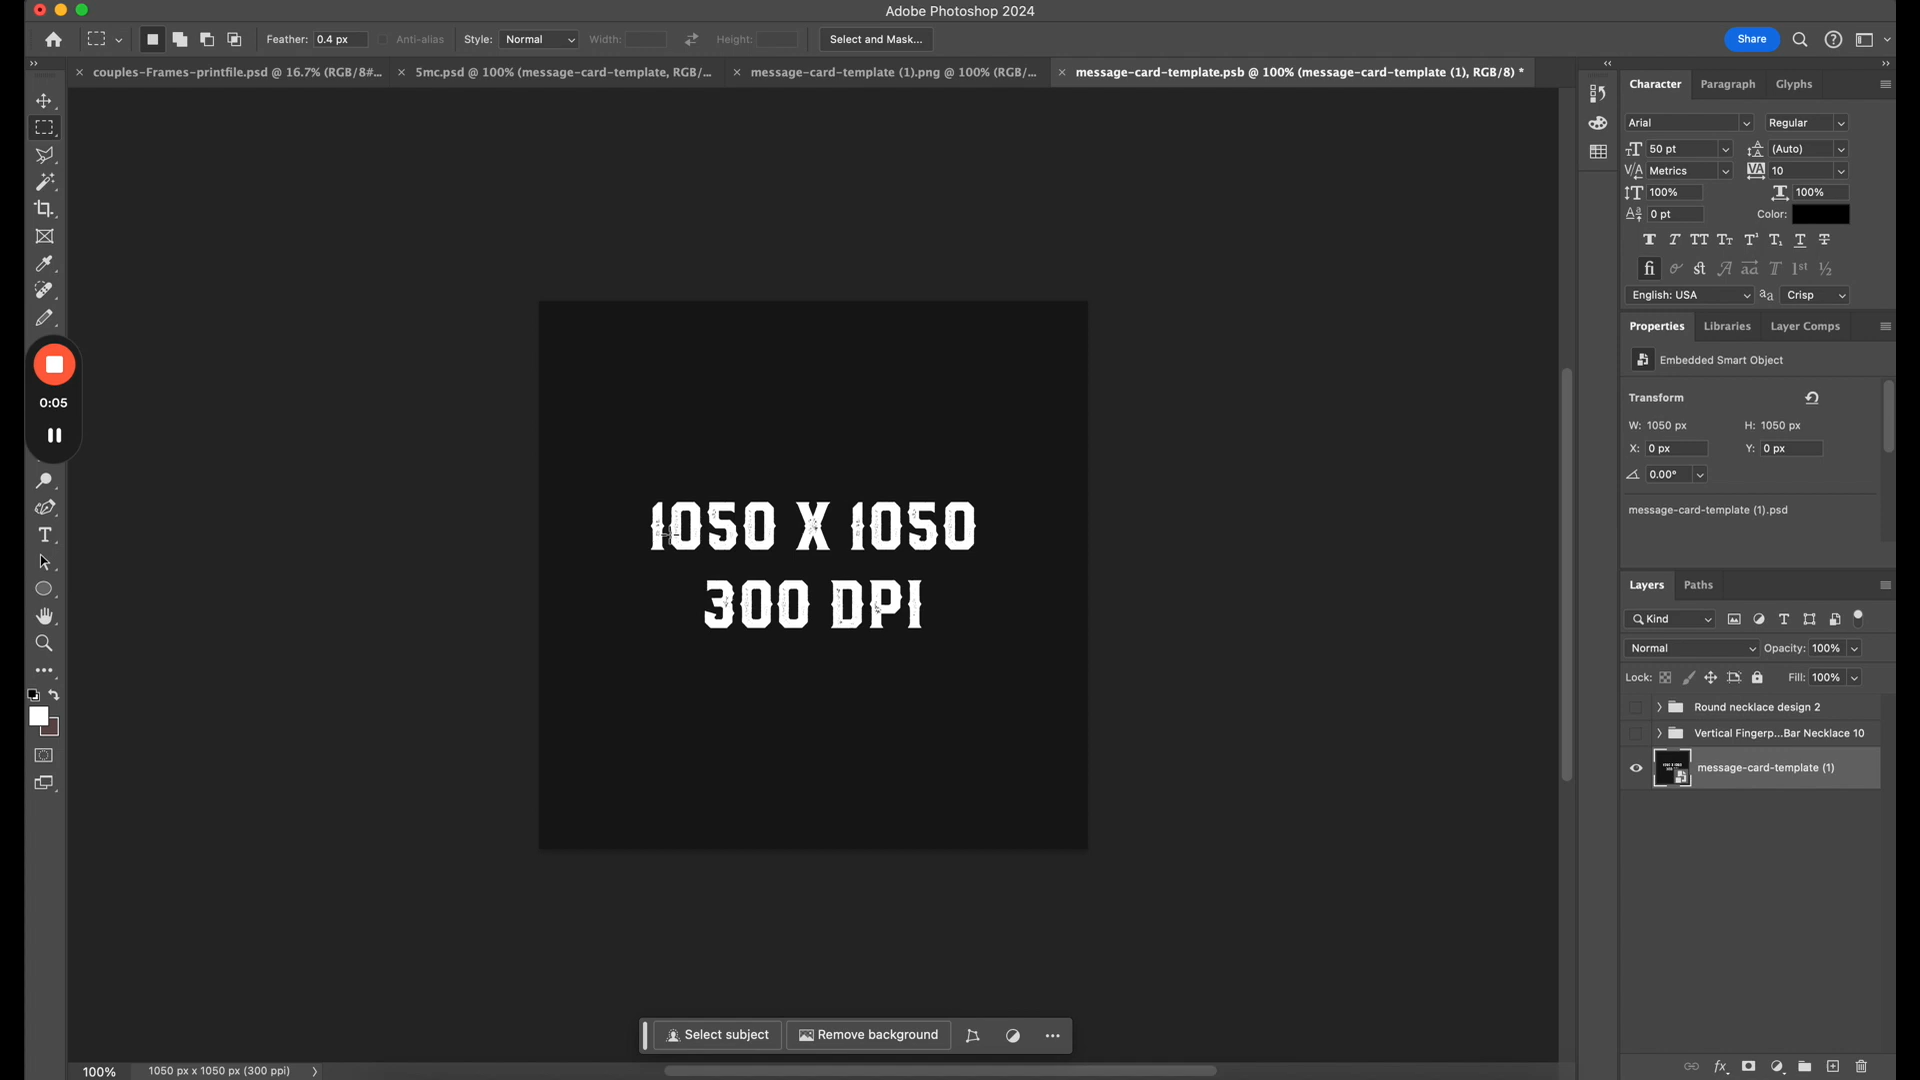 Adobe Photoshop 2024
Feather: 0.4 px Anti-alias Style: Normal Width: Height: Select and Mask... Share
couples-Frames-printfile.psd @ 16.7% (RGB/8#... 5mc.psd @ 100% (message-card-template, RGB/... message-card-template (1).png @ 100% (RGB/... message-card-template.psb @ 100% (message-card-template (1), RGB/8) *
Character Paragraph Glyphs
Arial Regular
50 pt (Auto)
Metrics 10
100% 100%
0 pt Color:
English: USA Crisp
Properties Libraries Layer Comps
Embedded Smart Object
Transform
W: 1050 px H: 1050 px
X: 0 px Y: 0 px
0.00°
message-card-template (1).psd
0:05
1050 X 1050
300 DPI
Layers Paths
Kind
Normal Opacity: 100%
Lock: Fill: 100%
Round necklace design 2
Vertical Fingerp...Bar Necklace 10
message-card-template (1)
Select subject Remove background
100% 1050 px x 1050 px (300 ppi)